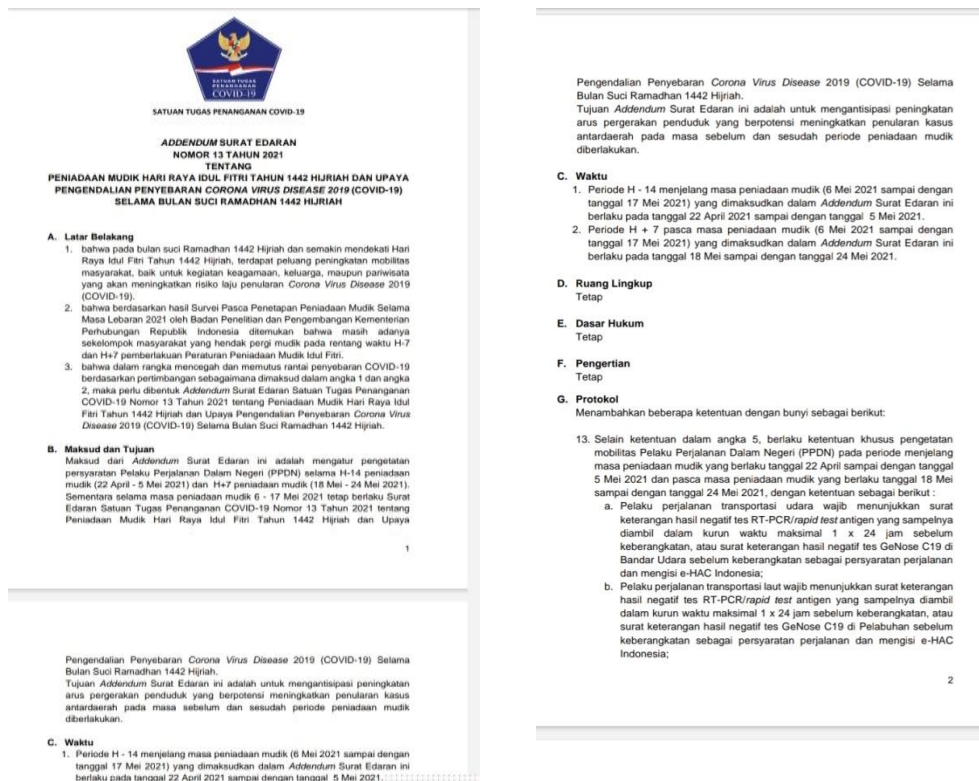 SATUAN TUGAS
PENANGANAN
COVID-19
SATUAN TUGAS PENANGANAN COVID-19
ADDENDUM SURAT EDARAN
NOMOR 13 TAHUN 2021
TENTANG
PENIADAAN MUDIK HARI RAYA IDUL FITRI TAHUN 1442 HIJRIAH DAN UPAYA
PENGENDALIAN PENYEBARAN CORONA VIRUS DISEASE 2019 (COVID-19)
SELAMA BULAN SUCI RAMADHAN 1442 HIJRIAH
A. Latar Belakang
1. bahwa pada bulan suci Ramadhan 1442 Hijriah dan semakin mendekati Hari
Raya Idul Fitri Tahun 1442 Hijriah, terdapat peluang peningkatan mobilitas
masyarakat, baik untuk kegiatan keagamaan, keluarga, maupun pariwisata
yang akan meningkatkan risiko laju penularan Corona Virus Disease 2019
(COVID-19).
2. bahwa berdasarkan hasil Survei Pasca Penetapan Peniadaan Mudik Selama
Masa Lebaran 2021 oleh Badan Penelitian dan Pengembangan Kementerian
Perhubungan Republik Indonesia ditemukan bahwa masih adanya
sekelompok masyarakat yang hendak pergi mudik pada rentang waktu H-7
dan H+7 pemberlakuan Peraturan Peniadaan Mudik Idul Fitri.
3. bahwa dalam rangka mencegah dan memutus rantai penyebaran COVID-19
berdasarkan pertimbangan sebagaimana dimaksud dalam angka 1 dan angka
2, maka perlu dibentuk Addendum Surat Edaran Satuan Tugas Penanganan
COVID-19 Nomor 13 Tahun 2021 tentang Peniadaan Mudik Hari Raya Idul
Fitri Tahun 1442 Hijriah dan Upaya Pengendalian Penyebaran Corona Virus
Disease 2019 (COVID-19) Selama Bulan Suci Ramadhan 1442 Hijriah.
B. Maksud dan Tujuan
Maksud dari Addendum Surat Edaran ini adalah mengatur pengetatan
persyaratan Pelaku Perjalanan Dalam Negeri (PPDN) selama H-14 peniadaan
mudik (22 April - 5 Mei 2021) dan H+7 peniadaan mudik (18 Mei - 24 Mei 2021).
Sementara selama masa peniadaan mudik 6 - 17 Mei 2021 tetap berlaku Surat
Edaran Satuan Tugas Penanganan COVID-19 Nomor 13 Tahun 2021 tentang
Peniadaan Mudik Hari Raya Idul Fitri Tahun 1442 Hijriah dan Upaya
1
Pengendalian Penyebaran Corona Virus Disease 2019 (COVID-19) Selama
Bulan Suci Ramadhan 1442 Hijriah.
Tujuan Addendum Surat Edaran ini adalah untuk mengantisipasi peningkatan
arus pergerakan penduduk yang berpotensi meningkatkan penularan kasus
antardaerah pada masa sebelum dan sesudah periode peniadaan mudik
diberlakukan.
C. Waktu
1. Periode H - 14 menjelang masa peniadaan mudik (6 Mei 2021 sampai dengan
tanggal 17 Mei 2021) yang dimaksudkan dalam Addendum Surat Edaran ini
berlaku pada tanggal 22 April 2021 sampai dengan tanggal 5 Mei 2021.
Pengendalian Penyebaran Corona Virus Disease 2019 (COVID-19) Selama
Bulan Suci Ramadhan 1442 Hijriah.
Tujuan Addendum Surat Edaran ini adalah untuk mengantisipasi peningkatan
arus pergerakan penduduk yang berpotensi meningkatkan penularan kasus
antardaerah pada masa sebelum dan sesudah periode peniadaan mudik
diberlakukan.
C. Waktu
1. Periode H - 14 menjelang masa peniadaan mudik (6 Mei 2021 sampai dengan
tanggal 17 Mei 2021) yang dimaksudkan dalam Addendum Surat Edaran ini
berlaku pada tanggal 22 April 2021 sampai dengan tanggal 5 Mei 2021.
2. Periode H + 7 pasca masa peniadaan mudik (6 Mei 2021 sampai dengan
tanggal 17 Mei 2021) yang dimaksudkan dalam Addendum Surat Edaran ini
berlaku pada tanggal 18 Mei sampai dengan tanggal 24 Mei 2021.
D. Ruang Lingkup
Tetap
E. Dasar Hukum
Tetap
F. Pengertian
Tetap
G. Protokol
Menambahkan beberapa ketentuan dengan bunyi sebagai berikut:
13. Selain ketentuan dalam angka 5, berlaku ketentuan khusus pengetatan
mobilitas Pelaku Perjalanan Dalam Negeri (PPDN) pada periode menjelang
masa peniadaan mudik yang berlaku tanggal 22 April sampai dengan tanggal
5 Mei 2021 dan pasca masa peniadaan mudik yang berlaku tanggal 18 Mei
sampai dengan tanggal 24 Mei 2021, dengan ketentuan sebagai berikut :
a. Pelaku perjalanan transportasi udara wajib menunjukkan surat
keterangan hasil negatif tes RT-PCR/rapid test antigen yang sampelnya
diambil dalam kurun waktu maksimal 1 x 24 jam sebelum
keberangkatan, atau surat keterangan hasil negatif tes GeNose C19 di
Bandar Udara sebelum keberangkatan sebagai persyaratan perjalanan
dan mengisi e-HAC Indonesia;
b. Pelaku perjalanan transportasi laut wajib menunjukkan surat keterangan
hasil negatif tes RT-PCR/rapid test antigen yang sampelnya diambil
dalam kurun waktu maksimal 1 x 24 jam sebelum keberangkatan, atau
surat keterangan hasil negatif tes GeNose C19 di Pelabuhan sebelum
keberangkatan sebagai persyaratan perjalanan dan mengisi e-HAC
Indonesia;
2